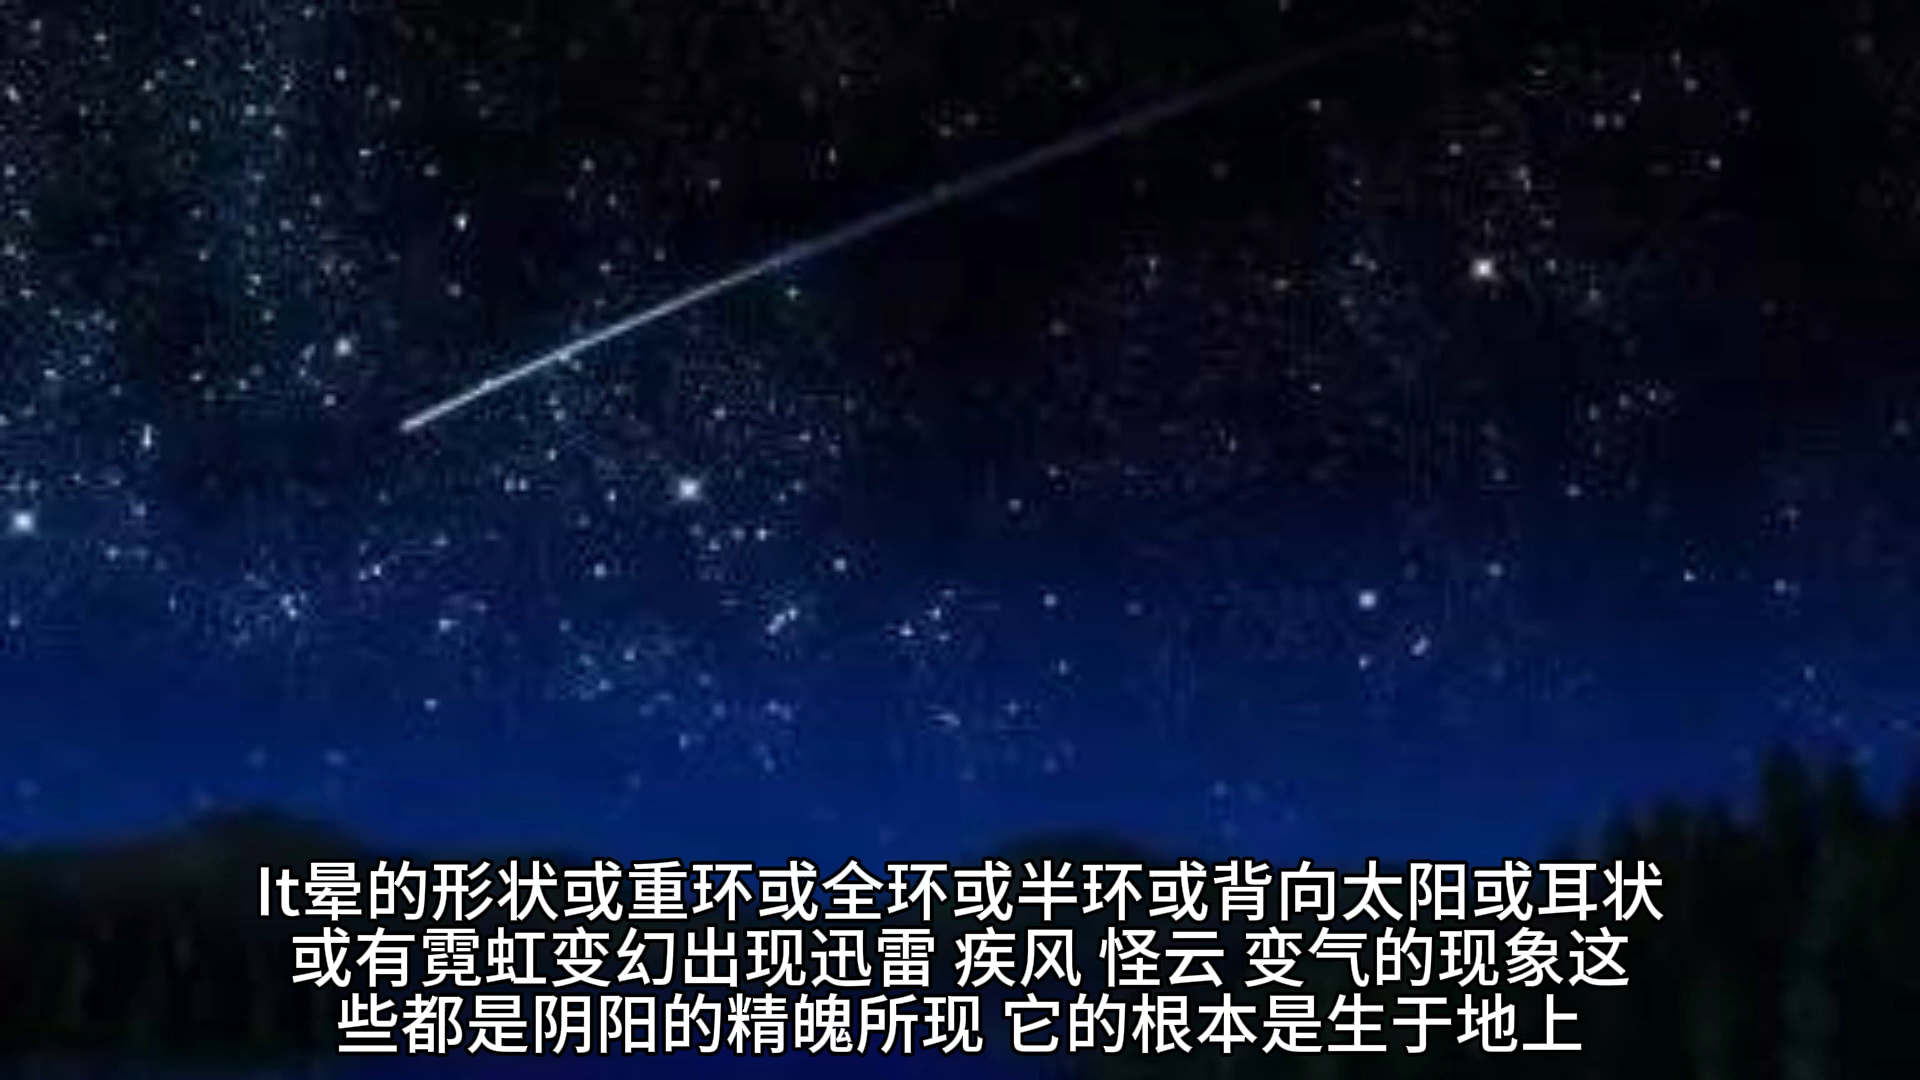 lt晕的形状或重环或全环或半环或背向太阳或耳状
或有霓虹变幻出现迅雷 疾风 怪云 变气的现象这
些都是阴阳的精魄所现 它的根本是生于地上